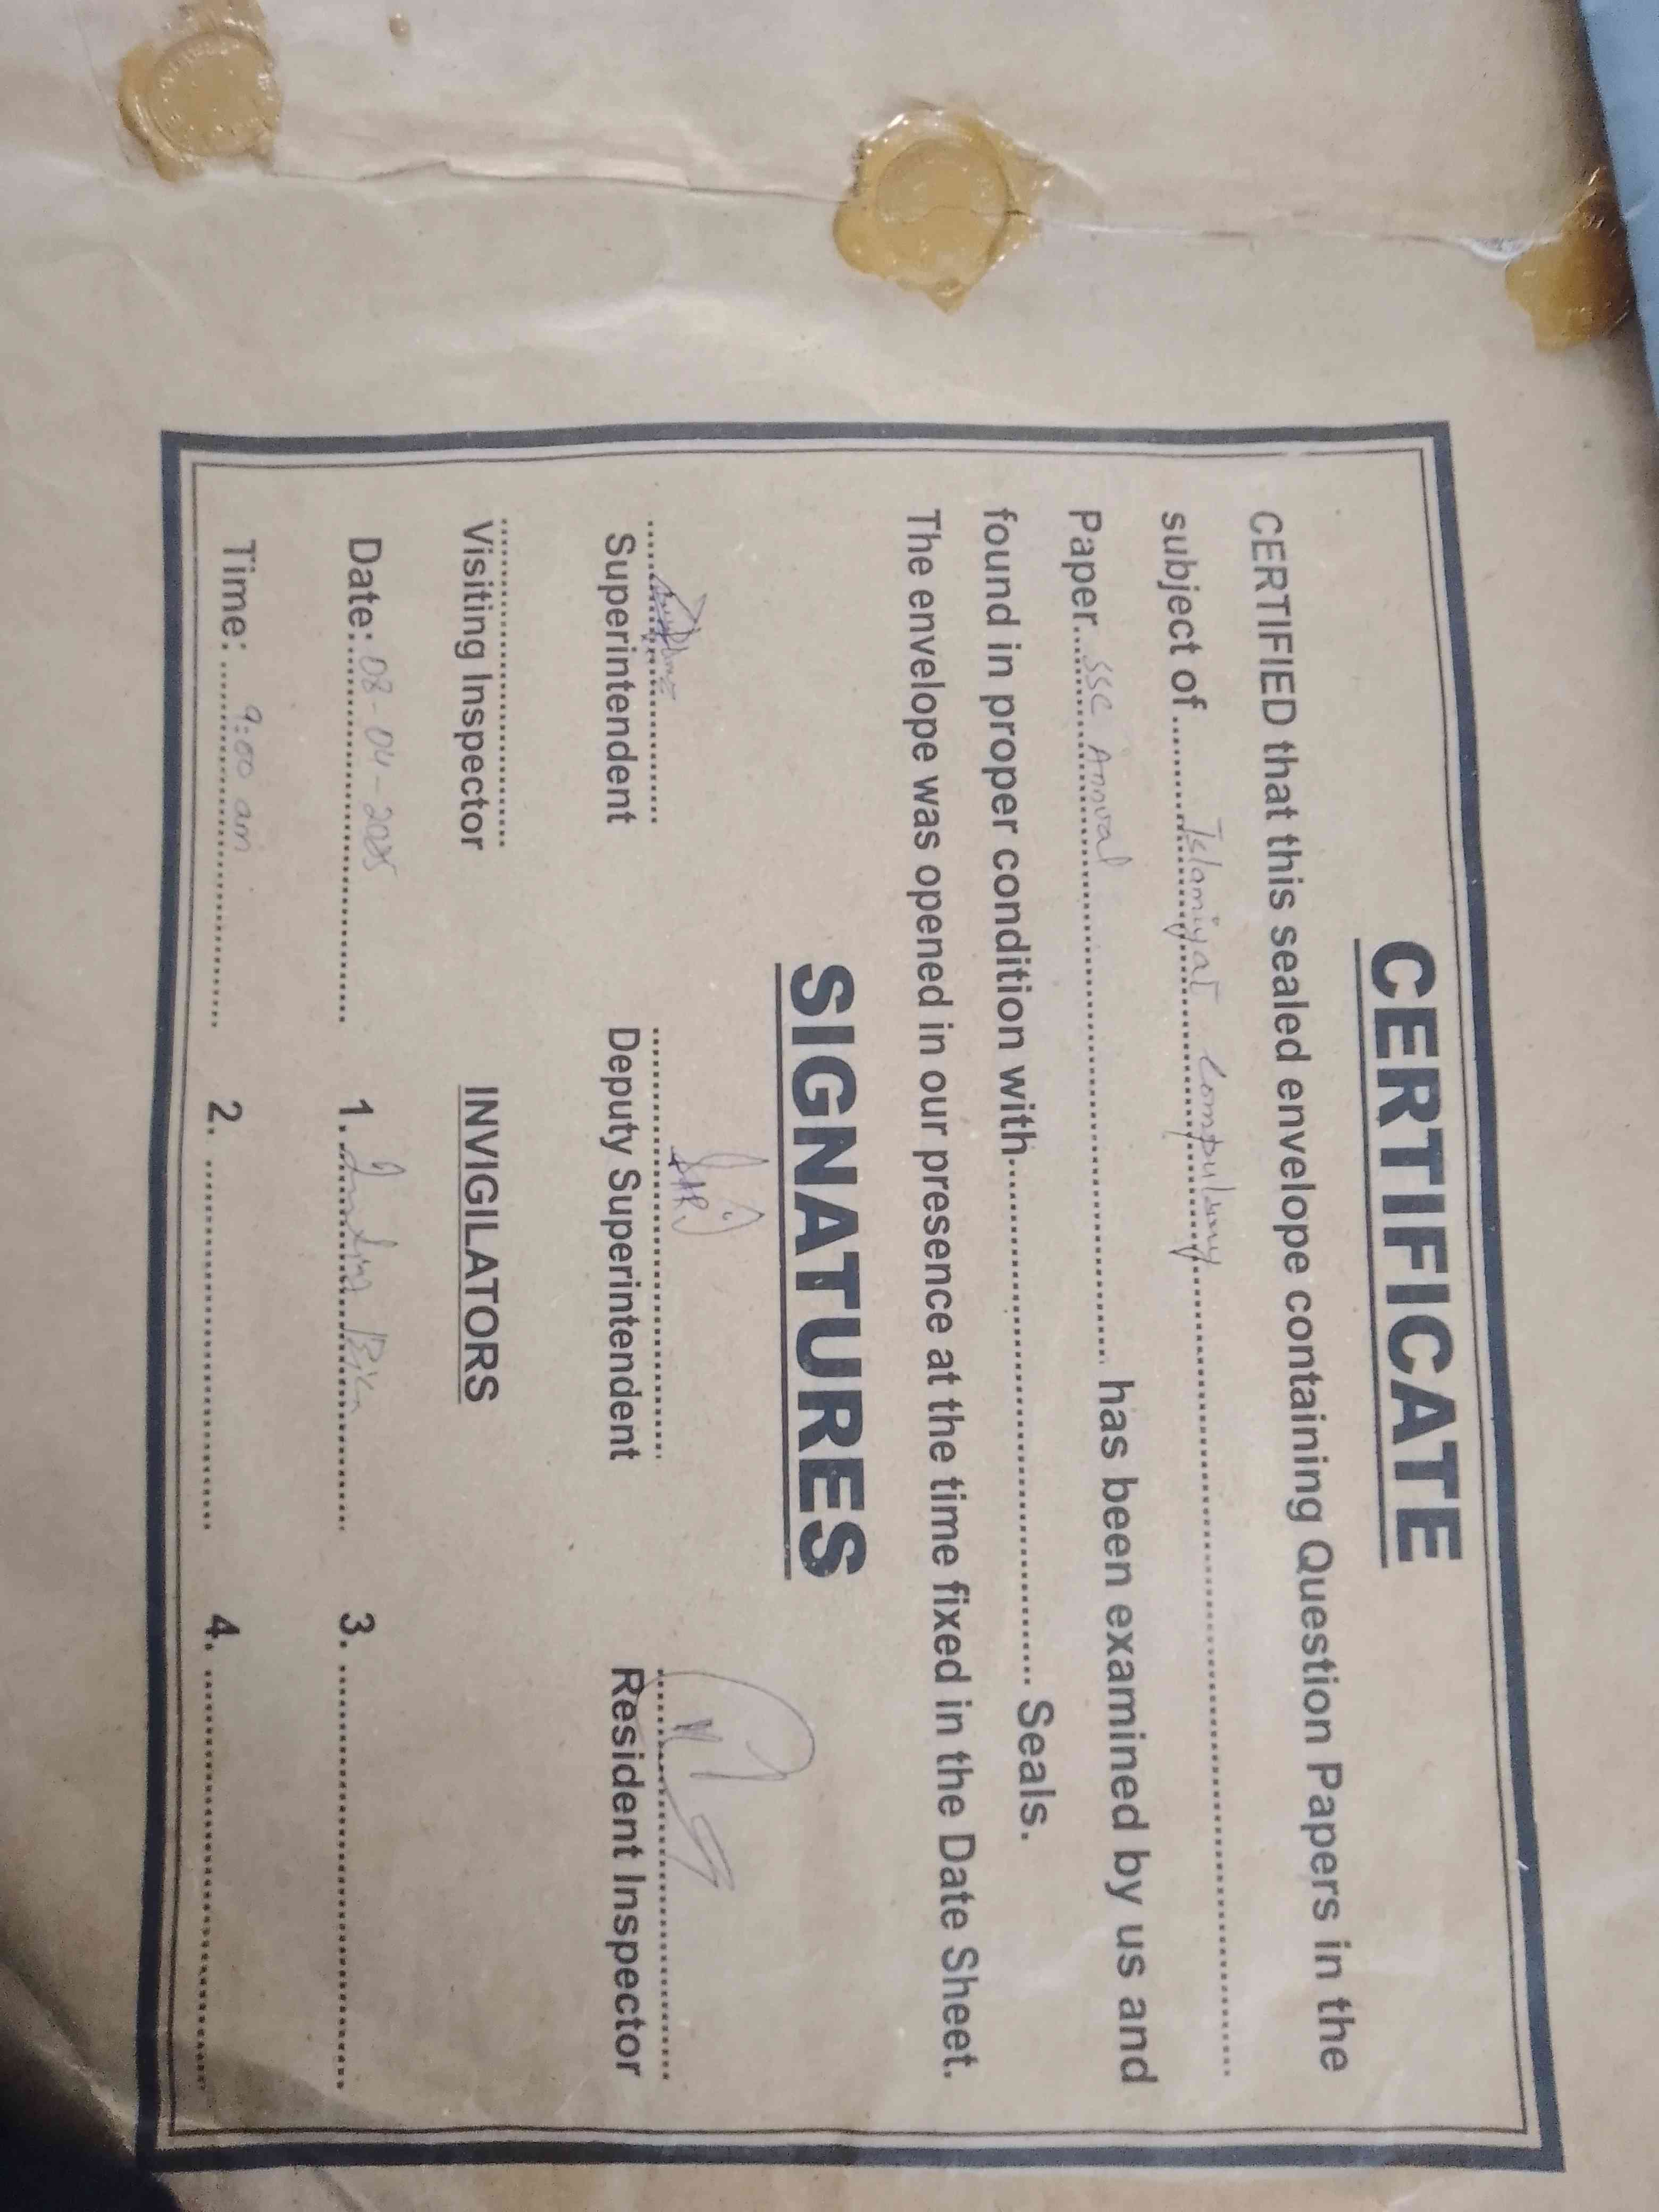 CERTIFICATE
CERTIFIED that this sealed envelope containing Question Papers in the
subject of.......Islamiyat Compulsory.......
Paper...SSC Annual....... has been examined by us and
found in proper condition with....... Seals.
The envelope was opened in our presence at the time fixed in the Date Sheet.
SIGNATURES
Superintendent Deputy Superintendent Resident Inspector
Visiting Inspector INVIGILATORS
Date: 08-04-2025 1. 3.
Time: 9:00 am 2. 4.